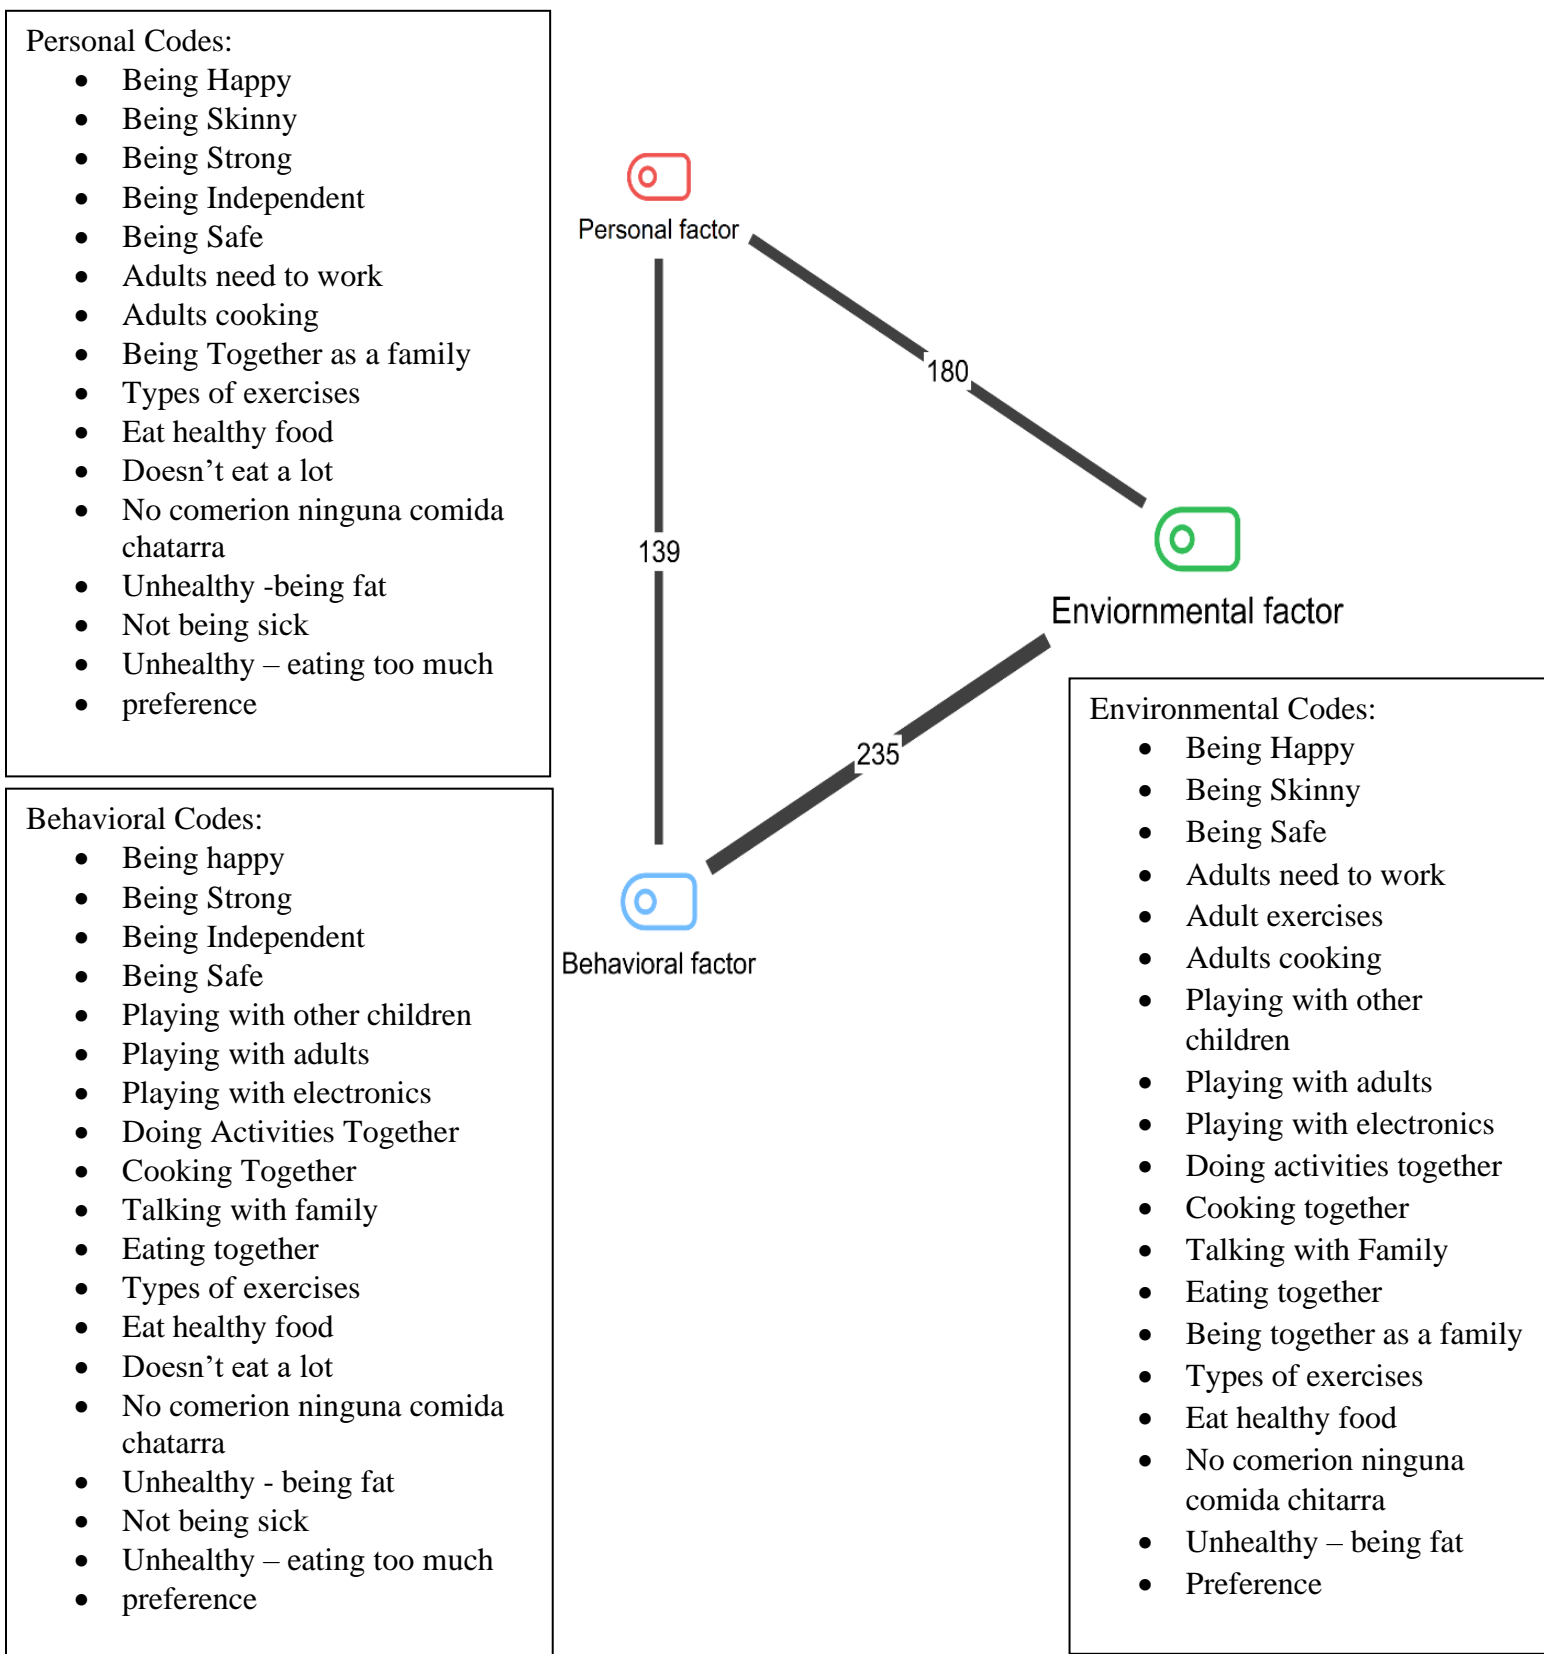 Personal Codes:
• Being Happy
• Being Skinny
• Being Strong
• Being Independent
• Being Safe
• Adults need to work
• Adults cooking
• Being Together as a family
• Types of exercises
• Eat healthy food
• Doesn’t eat a lot
• No comerion ninguna comida
chatarra
• Unhealthy -being fat
• Not being sick
• Unhealthy – eating too much
• preference
Personal factor
180
139
Enviornmental factor
235
Behavioral factor
Behavioral Codes:
• Being happy
• Being Strong
• Being Independent
• Being Safe
• Playing with other children
• Playing with adults
• Playing with electronics
• Doing Activities Together
• Cooking Together
• Talking with family
• Eating together
• Types of exercises
• Eat healthy food
• Doesn’t eat a lot
• No comerion ninguna comida
chatarra
• Unhealthy - being fat
• Not being sick
• Unhealthy – eating too much
• preference
Environmental Codes:
• Being Happy
• Being Skinny
• Being Safe
• Adults need to work
• Adult exercises
• Adults cooking
• Playing with other
children
• Playing with adults
• Playing with electronics
• Doing activities together
• Cooking together
• Talking with Family
• Eating together
• Being together as a family
• Types of exercises
• Eat healthy food
• No comerion ninguna
comida chitarra
• Unhealthy – being fat
• Preference